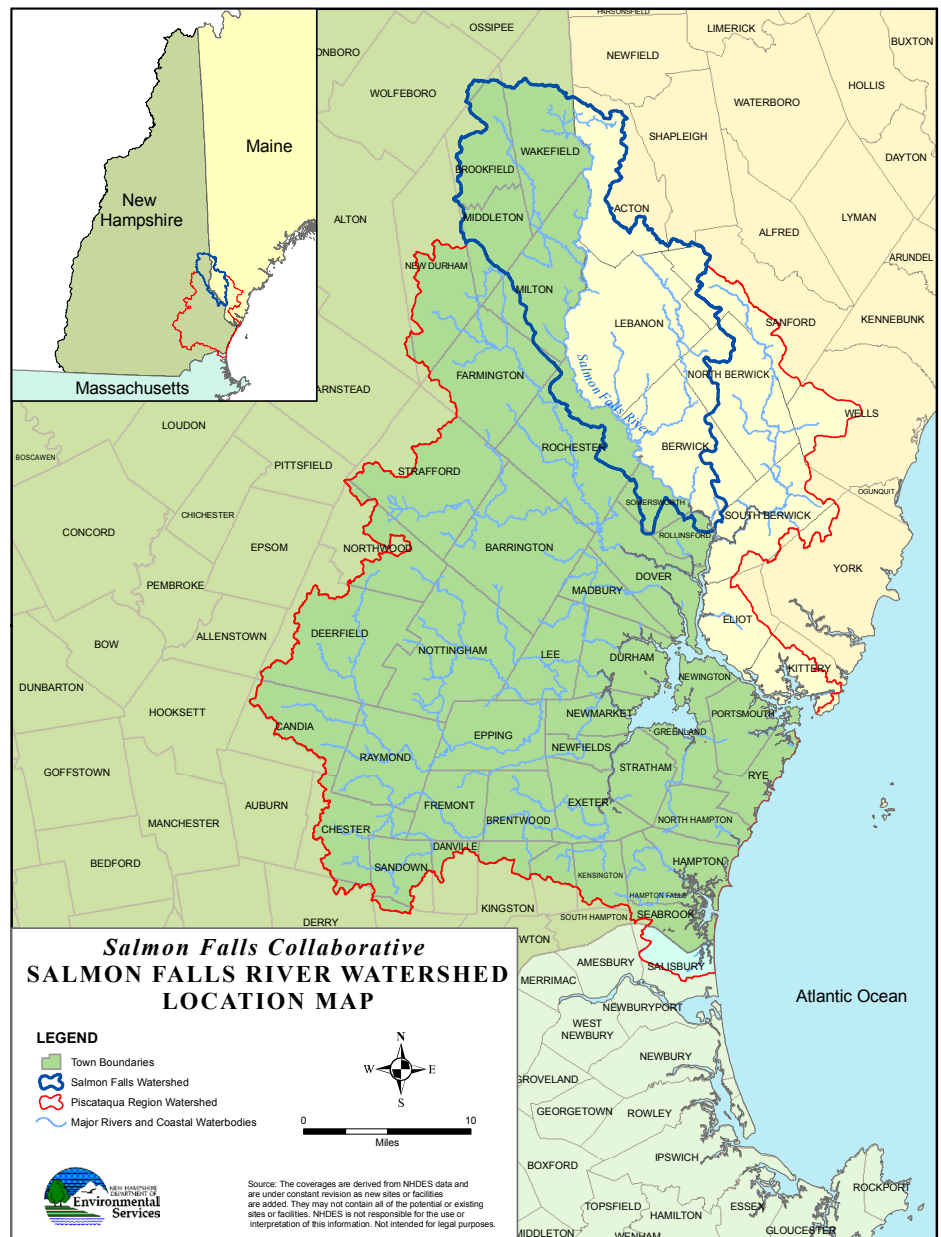 PARSONSFIELD
OSSIPEE
LIMERICK
BUXTON
ONBORO
NEWFIELD
HOLLIS
WOLFEBORO
WATERBORO
SHAPLEIGH
Maine
WAKEFIELD
DAYTON
BROOKFIELD
New
Hampshire
ACTON
ALTON
MIDDLETON
LYMAN
ALFRED
ARUNDEL
NEW DURHAM
MILTON
LEBANON
SANFORD
KENNEBUNK
Massachusetts
ARNSTEAD
FARMINGTON
Salmon Falls River
NORTH BERWICK
WELLS
LOUDON
BOSCAWEN
PITTSFIELD
STRAFFORD
ROCHESTER
BERWICK
OGUNQUIT
SOMERSWORTH
SOUTH BERWICK
CHICHESTER
CONCORD
EPSOM
NORTHWOOD
BARRINGTON
ROLLINSFORD
YORK
PEMBROKE
DOVER
MADBURY
ELIOT
ALLENSTOWN
DEERFIELD
BOW
NOTTINGHAM
LEE
DURHAM
KITTERY
DUNBARTON
NEWINGTON
HOOKSETT
CANDIA
NEWMARKET
PORTSMOUTH
EPPING
GREENLAND
NEWFIELDS
RAYMOND
GOFFSTOWN
STRATHAM
RYE
AUBURN
FREMONT
EXETER
MANCHESTER
CHESTER
BRENTWOOD
NORTH HAMPTON
DANVILLE
BEDFORD
SANDOWN
HAMPTON
KENSINGTON
HAMPTON FALLS
KINGSTON
SOUTH HAMPTON
SEABROOK
DERRY
EWTON
AMESBURY
SALISBURY
MERRIMAC
Atlantic Ocean
NEWBURYPORT
WEST
NEWBURY
NEWBURY
GROVELAND
GEORGETOWN
ROWLEY
IPSWICH
BOXFORD
ROCKPORT
TOPSFIELD
ESSEX
HAMILTON
GLOUCESTER
MIDDLETON
WENHAM
Salmon Falls Collaborative
SALMON FALLS RIVER WATERSHED
LOCATION MAP
LEGEND
Town Boundaries
Salmon Falls Watershed
Piscataqua Region Watershed
Major Rivers and Coastal Waterbodies
N
W
E
S
0 10
Miles
NEW HAMPSHIRE
DEPARTMENT OF
Environmental
Services
Source: The coverages are derived from NHDES data and
are under constant revision as new sites or facilities
are added. They may not contain all of the potential or existing
sites or facilities. NHDES is not responsible for the use or
interpretation of this information. Not intended for legal purposes.